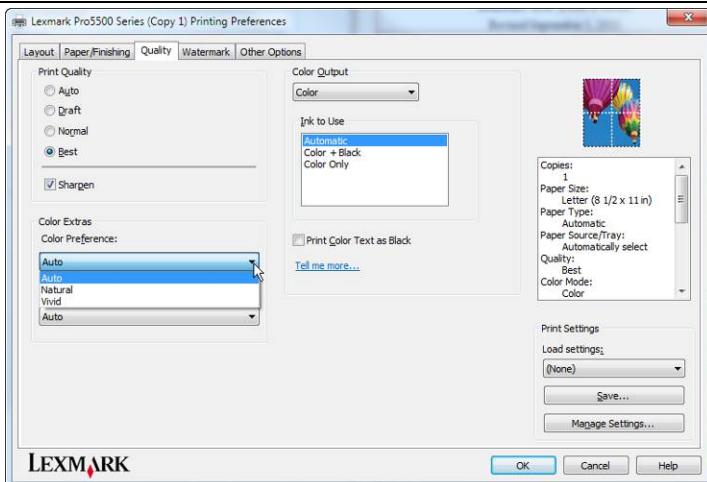 Lexmark Pro5500 Series (Copy 1) Printing Preferences
Layout Paper/Finishing Quality Watermark Other Options
Print Quality
Auto
Draft
Normal
Best
Sharpen
Color Extras
Color Preference:
Auto
Auto
Natural
Vivid
Auto
Color Output
Color
Ink to Use
Automatic
Color + Black
Color Only
Print Color Text as Black
Tell me more...
Copies:
1
Paper Size:
Letter (8 1/2 x 11 in)
Paper Type:
Automatic
Paper Source/Tray:
Automatically select
Quality:
Best
Color Mode:
Color
Print Settings
Load settings:
(None)
Save...
Manage Settings...
LEXMARK
OK Cancel Help